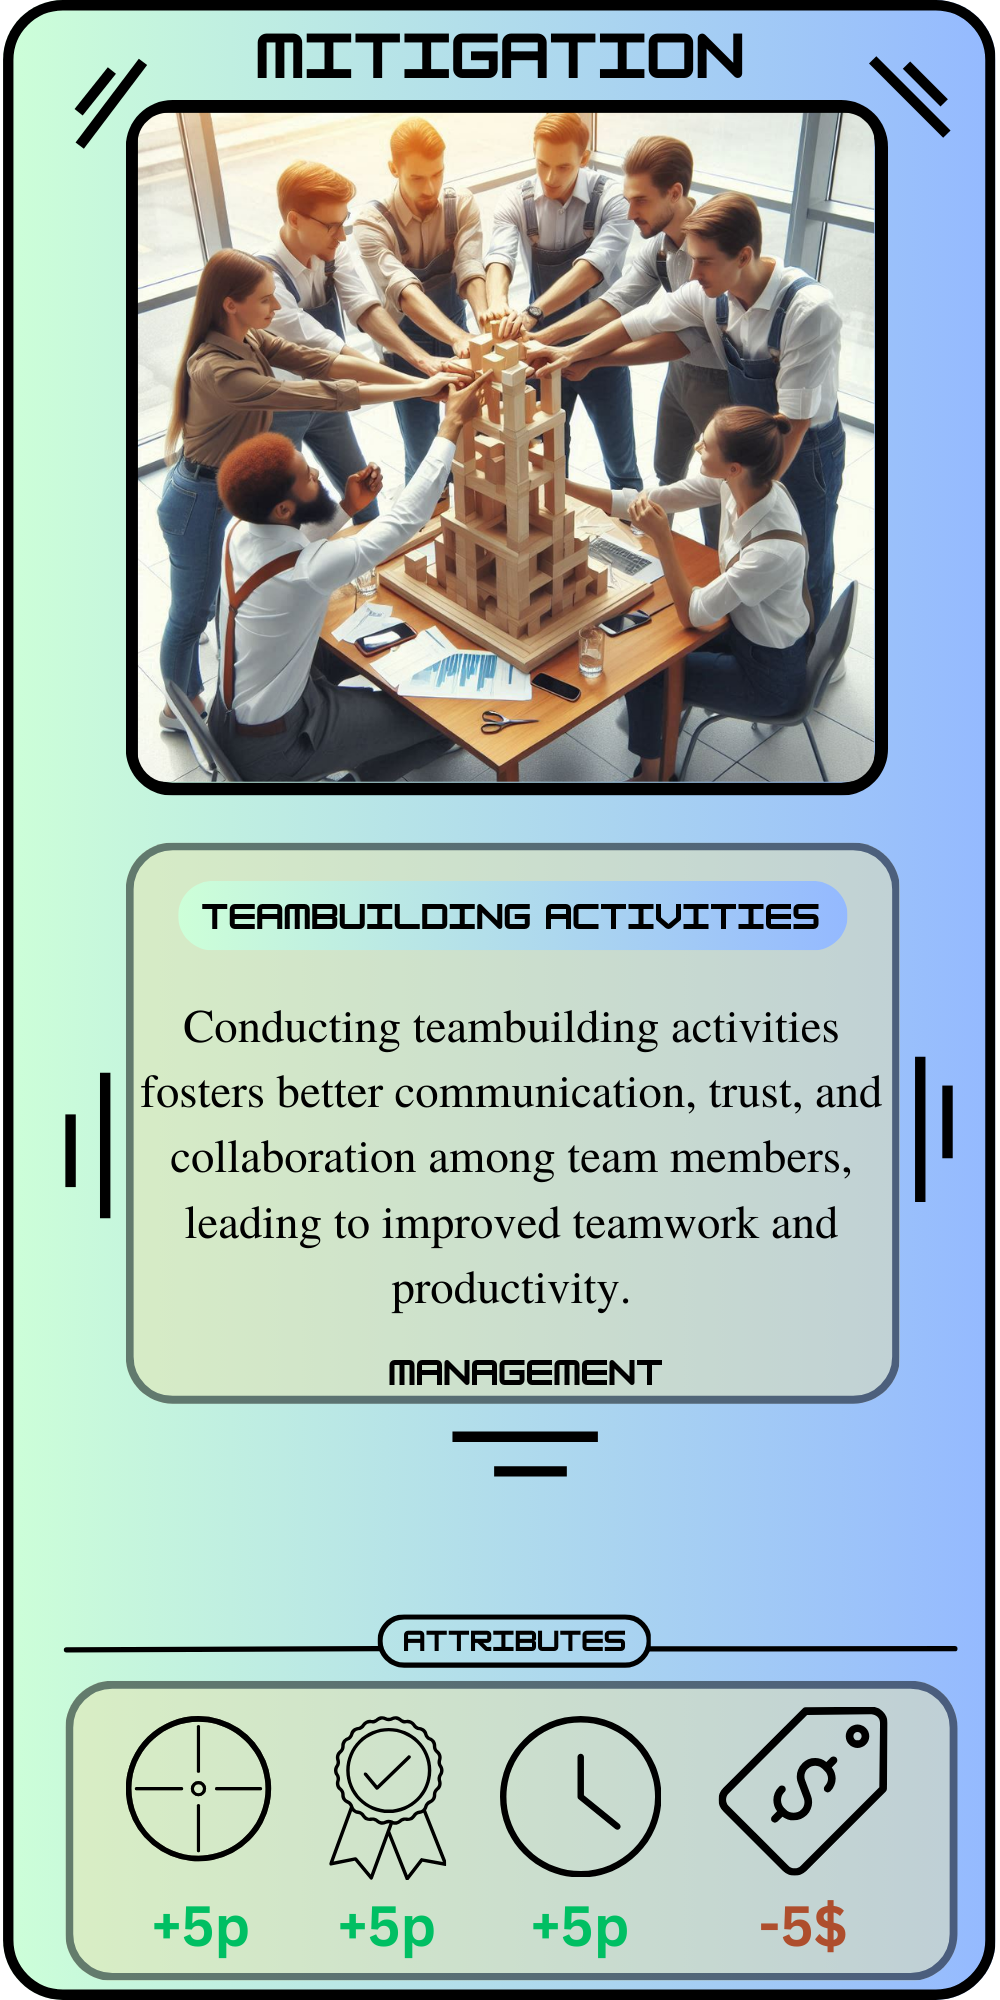 MITIGATION
TEAMBUILDING ACTIVITIES
Conducting teambuilding activities
fosters better communication, trust, and
collaboration among team members,
leading to improved teamwork and
productivity.
MANAGEMENT
ATTRIBUTES
+5p +5p +5p -5$